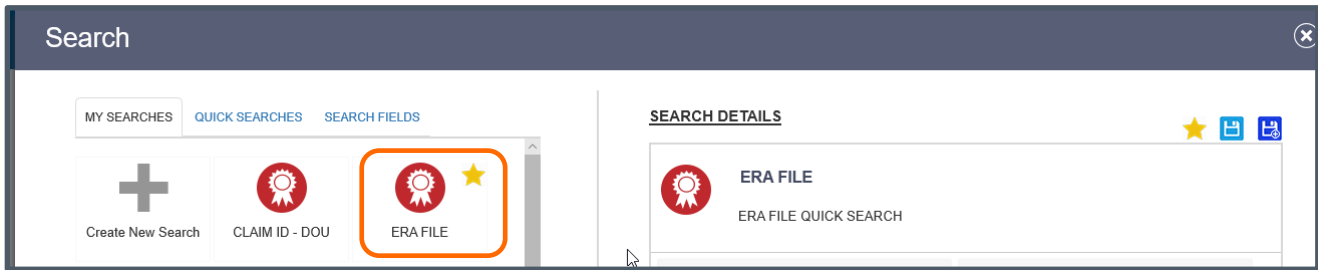 Search
MY SEARCHES QUICK SEARCHES SEARCH FIELDS
Create New Search CLAIM ID - DOU ERA FILE
SEARCH DETAILS
ERA FILE
ERA FILE QUICK SEARCH